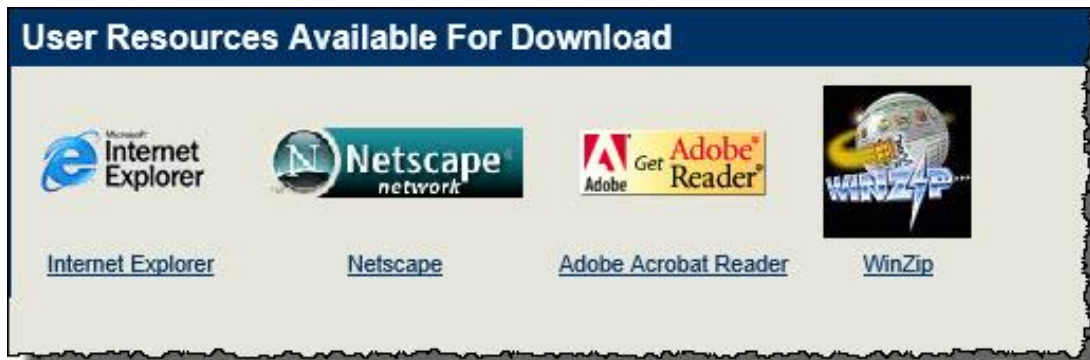 User Resources Available For Download
Microsoft
Internet
Explorer
N Netscape®
network
Adobe
Get Adobe®
Reader®
WINZIP...
Internet Explorer
Netscape
Adobe Acrobat Reader
WinZip